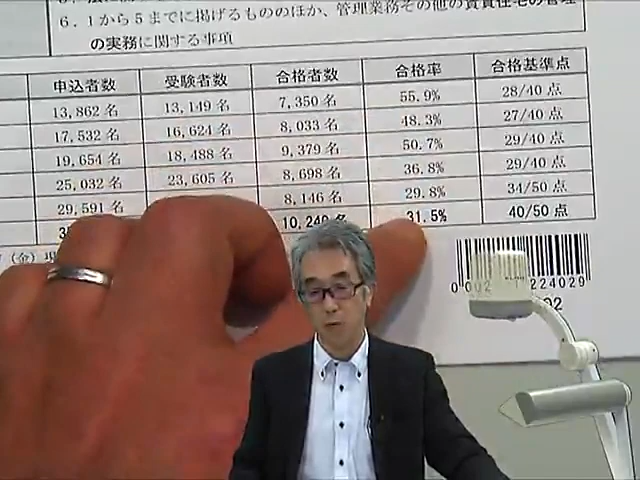 6．1から5までに掲げるもののほか、管理業務その他の賃貸住宅の管理
の実務に関する事項
申込者数 受験者数 合格者数 合格率 合格基準点
13,862名 13,149名 7,350名 55.9% 28/40点
17,532名 16,624名 8,033名 48.3% 27/40点
19,654名 18,488名 9,379名 50.7% 29/40点
25,032名 23,605名 8,698名 36.8% 29/40点
29,591名 8,146名 29.8% 34/50点
10,240名 31.5% 40/50点
(金)
224029